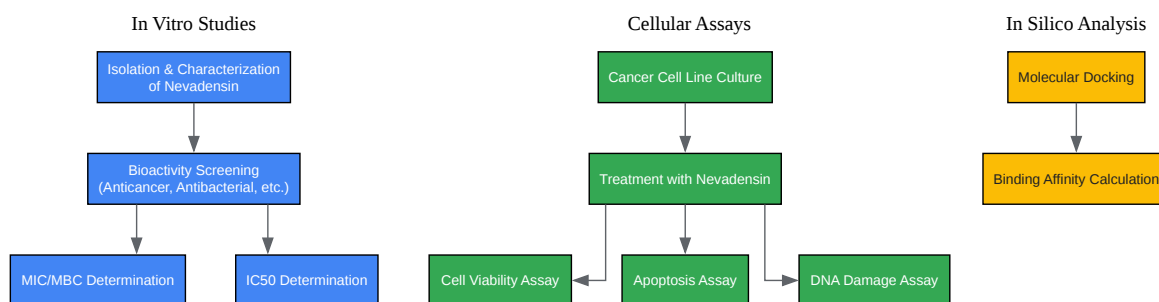 In Vitro Studies
Isolation & Characterization
of Nevadensin
Bioactivity Screening
(Anticancer, Antibacterial, etc.)
MIC/MBC Determination
IC50 Determination
Cellular Assays
Cancer Cell Line Culture
Treatment with Nevadensin
Cell Viability Assay
Apoptosis Assay
DNA Damage Assay
In Silico Analysis
Molecular Docking
Binding Affinity Calculation